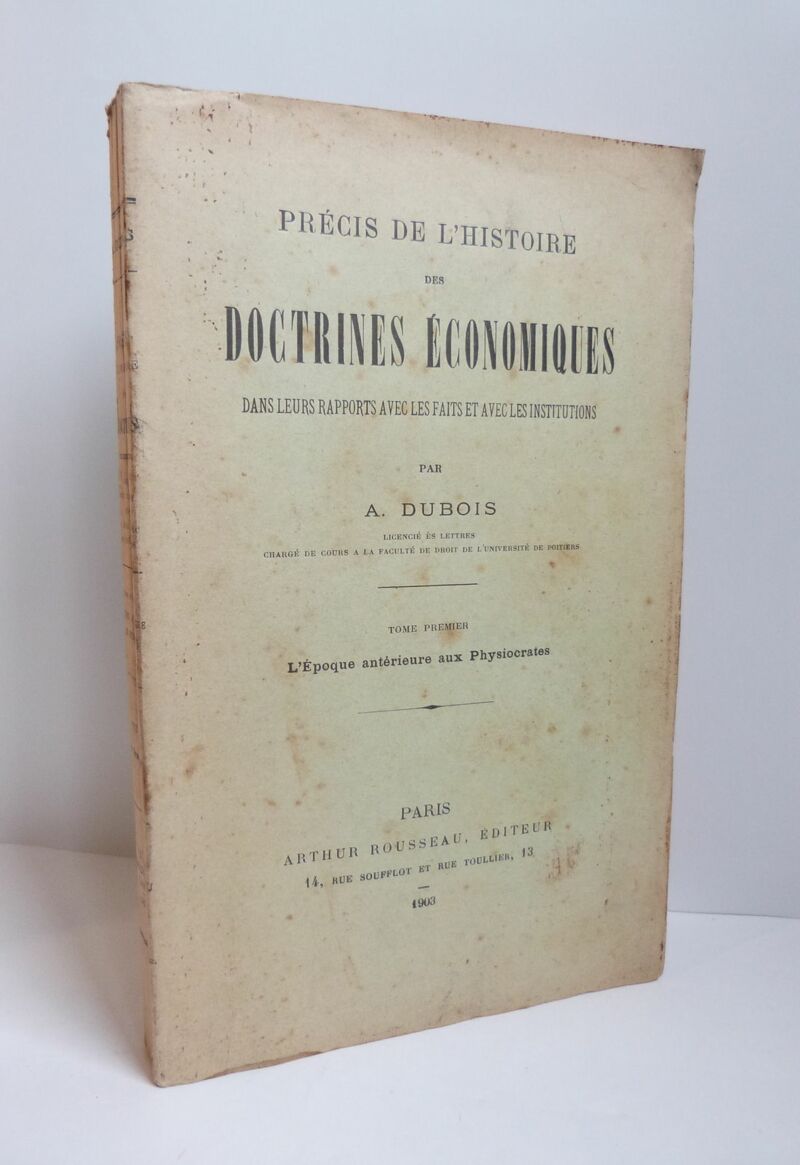 PRÉCIS DE L'HISTOIRE
DES
DOCTRINES ÉCONOMIQUES
DANS LEURS RAPPORTS AVEC LES FAITS ET AVEC LES INSTITUTIONS
PAR
A. DUBOIS
LICENCIÉ ÈS LETTRES
CHARGÉ DE COURS A LA FACULTÉ DE DROIT DE L'UNIVERSITÉ DE POITIERS
TOME PREMIER
L'Époque antérieure aux Physiocrates
PARIS
ARTHUR ROUSSEAU, ÉDITEUR
14, RUE SOUFFLOT ET RUE TOULLIER, 13
1903